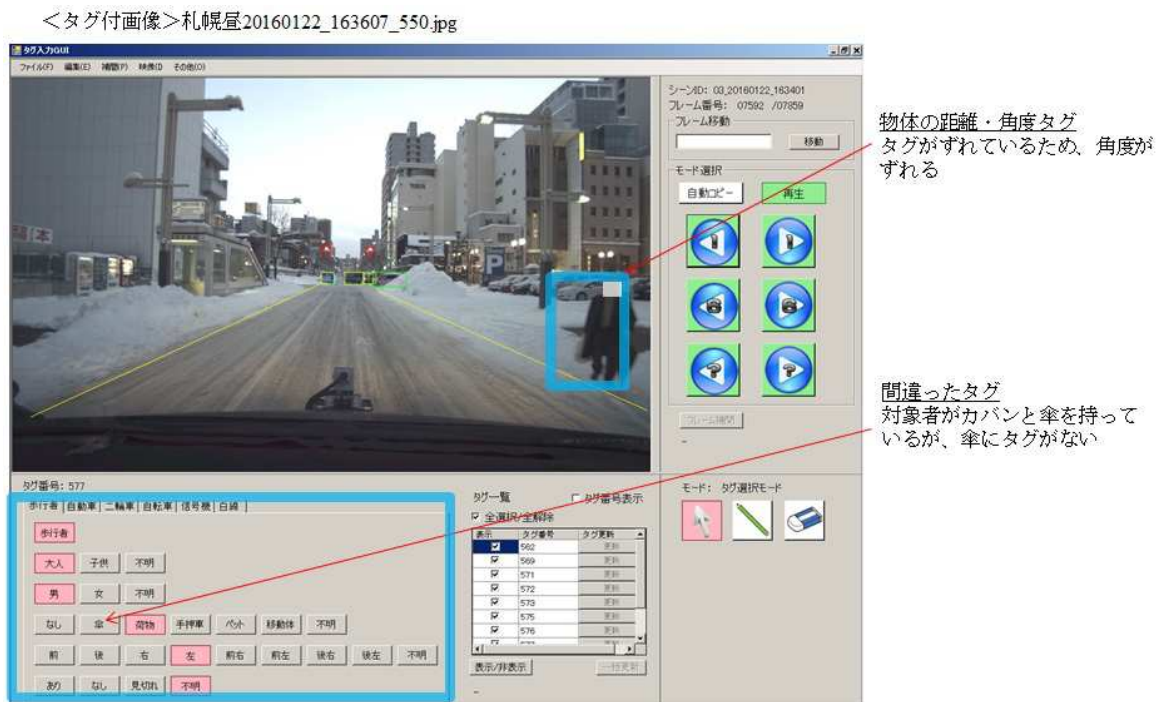 ＜タグ付画像＞札幌昼20160122_163607_550.jpg
タグ入力GUI
ファイル(F) 編集(E) 補間(P) 映像(I) その他(O)
シーンID: 03_20160122_163401
フレーム番号: 07592 /07859
フレーム移動
移動
モード選択
自動コピー 再生
フレーム補間
-
物体の距離・角度タグ
タグがずれているため、角度が
ずれる
間違ったタグ
対象者がカバンと傘を持って
いるが、傘にタグがない
P
本
タグ番号: 577
歩行者 自動車 二輪車 自転車 信号機 白線
歩行者
大人 子供 不明
男 女 不明
なし 傘 荷物 手押車 ペット 移動体 不明
前 後 右 左 前右 前左 後右 後左 不明
あり なし 見切れ 不明
タグ一覧 タグ番号表示
全選択/全解除
表示 タグ番号 タグ更新
562 更新
569 更新
571 更新
572 更新
573 更新
575 更新
576 更新
表示/非表示 一括更新
-
モード: タグ選択モード